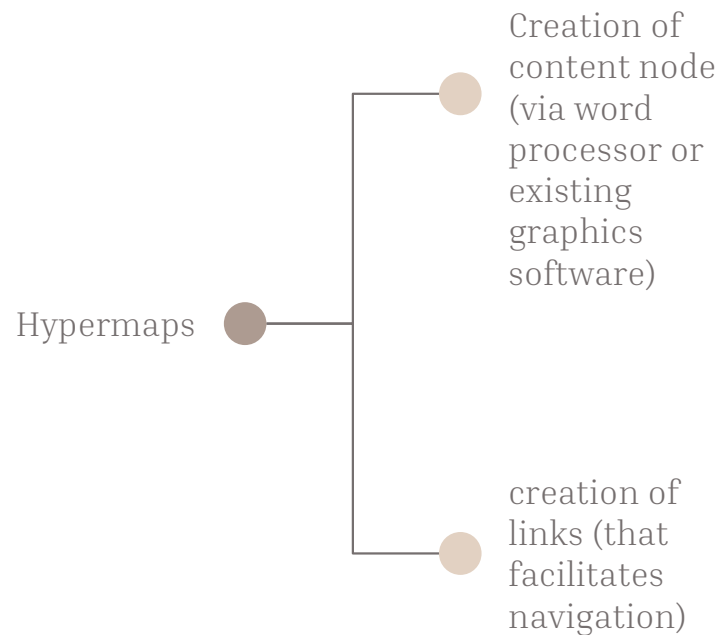 Creation of
content node
(via word
processor or
existing
graphics
software)
Hypermaps
creation of
links (that
facilitates
navigation)